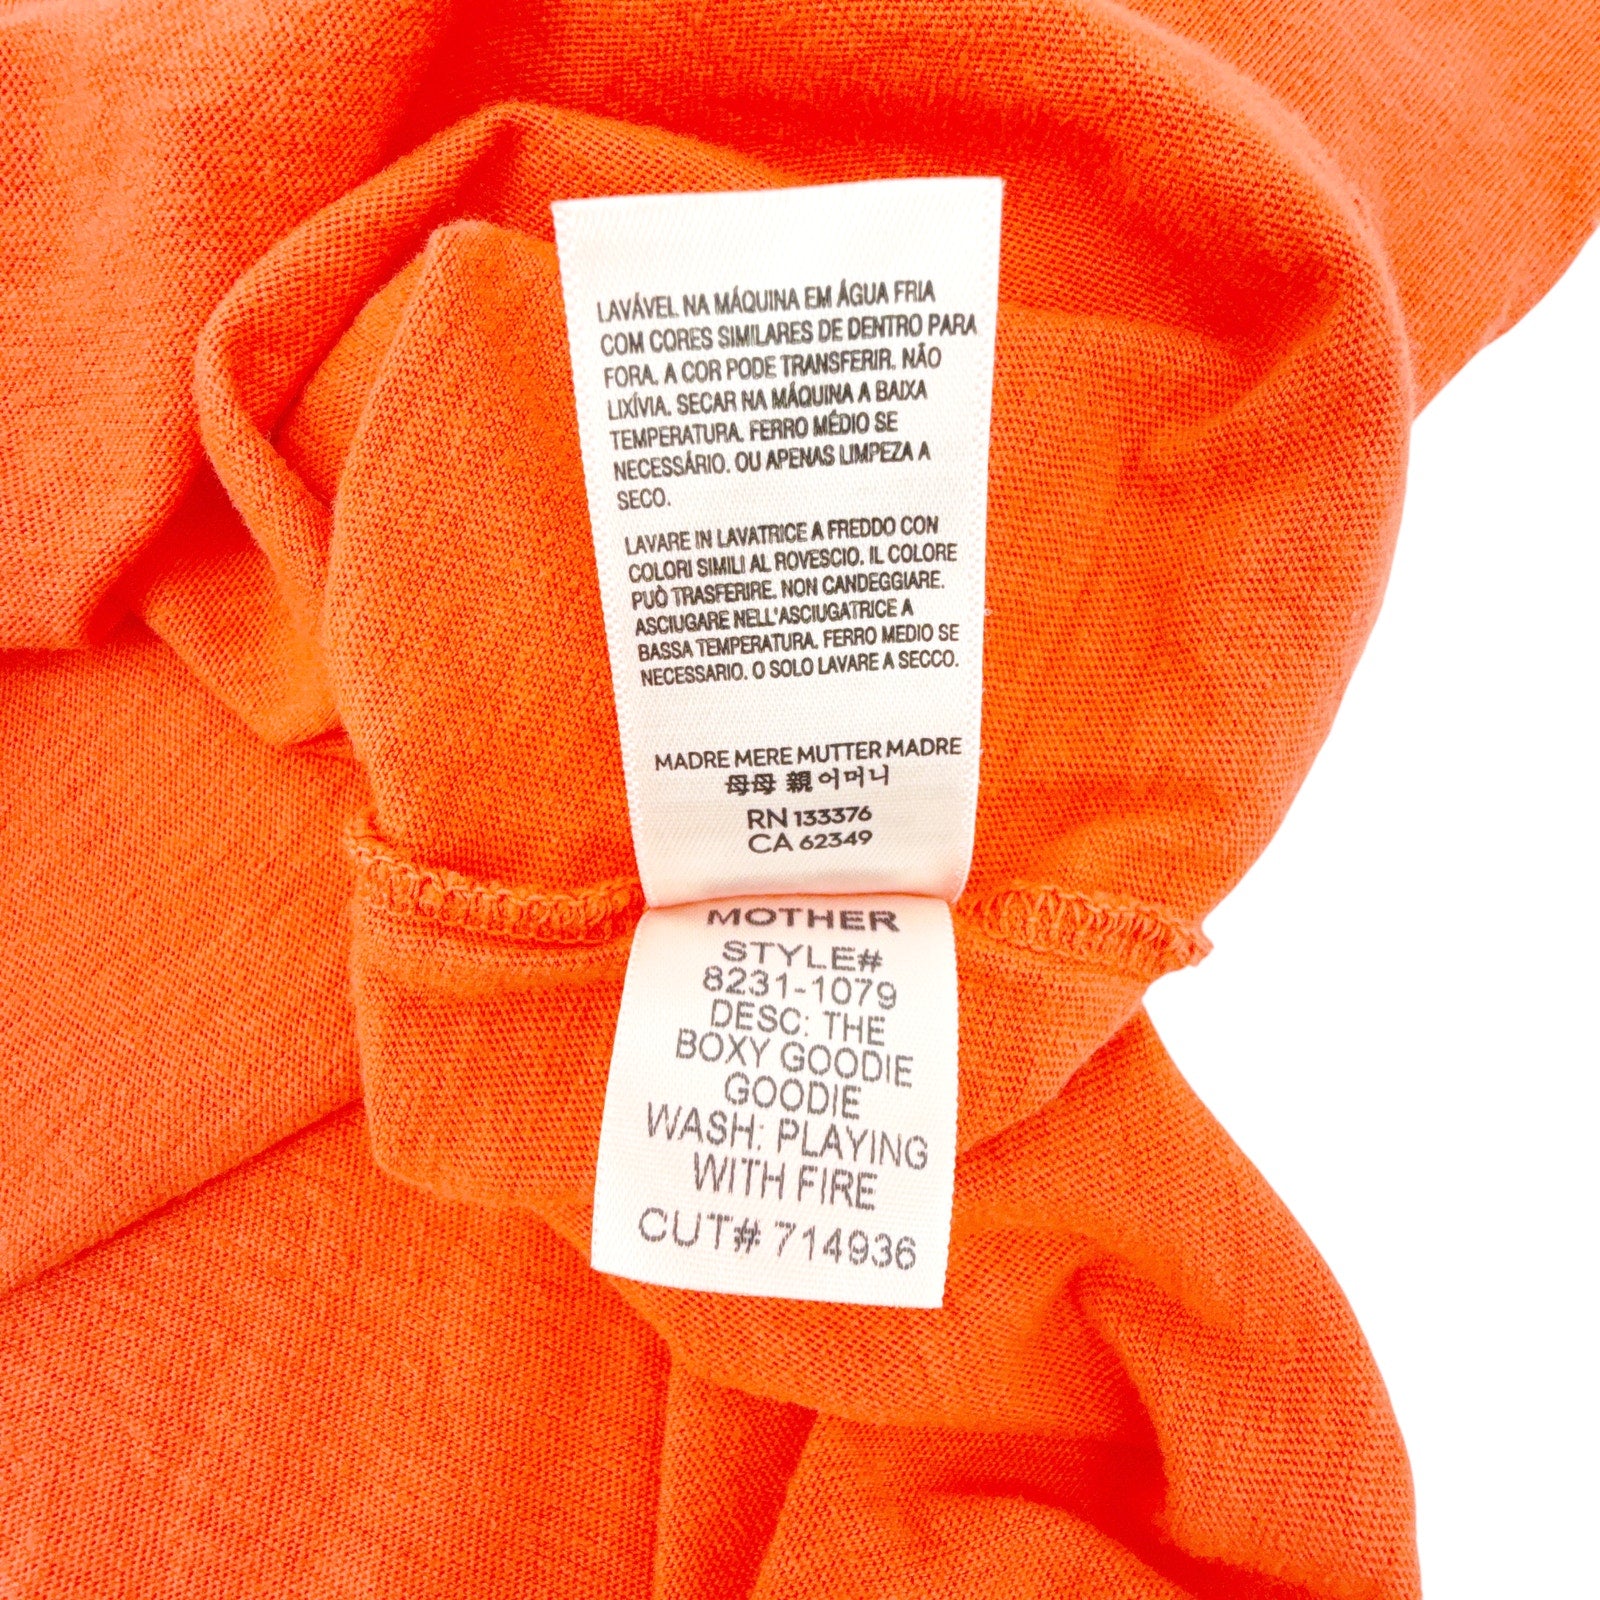 LAVÁVEL NA MÁQUINA EM ÁGUA FRIA
COM CORES SIMILARES DE DENTRO PARA
FORA. A COR PODE TRANSFERIR. NÃO
LIXÍVIA. SECAR NA MÁQUINA A BAIXA
TEMPERATURA. FERRO MÉDIO SE
NECESSÁRIO. OU APENAS LIMPEZA A
SECO.
LAVARE IN LAVATRICE A FREDDO CON
COLORI SIMILI AL ROVESCIO. IL COLORE
PUÒ TRASFERIRE. NON CANDEGGIARE.
ASCIUGARE NELL'ASCIUGATRICE A
BASSA TEMPERATURA. FERRO MEDIO SE
NECESSARIO. O SOLO LAVARE A SECCO.
MADRE MERE MUTTER MADRE
母母 親 어머니
RN 133376
CA 62349
MOTHER
STYLE#
8231-1079
DESC: THE
BOXY GOODIE
GOODIE
WASH: PLAYING
WITH FIRE
CUT# 714936